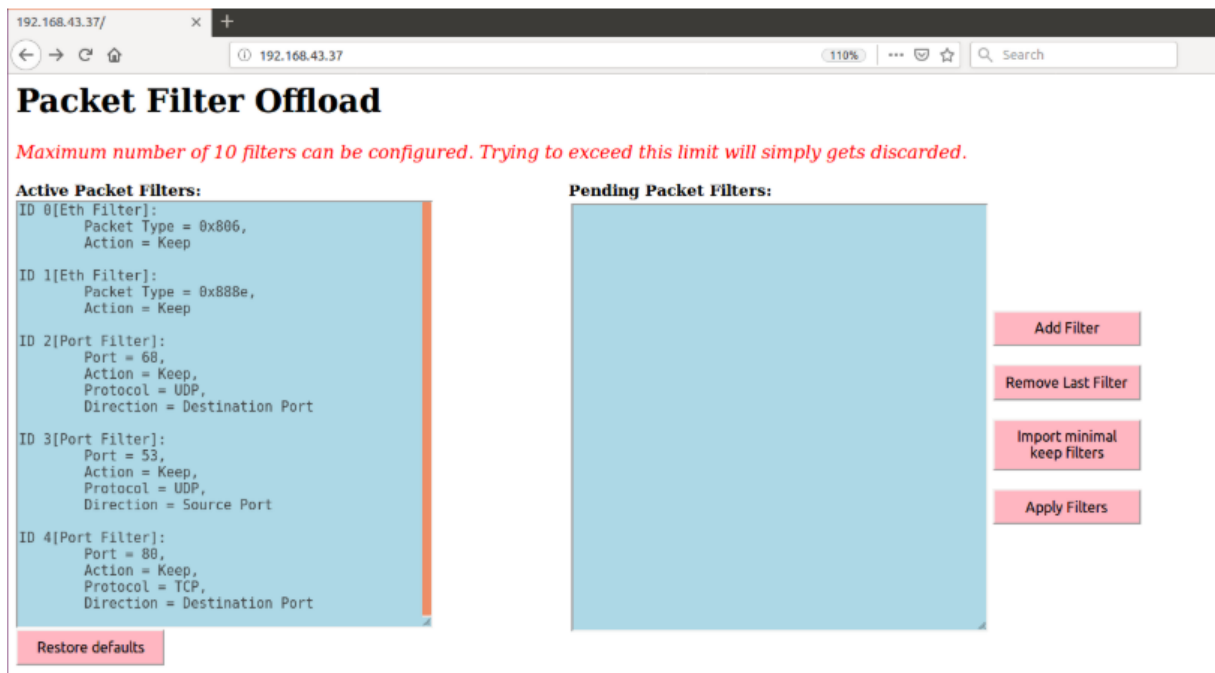 192.168.43.37/
192.168.43.37
110%
Search
Packet Filter Offload
Maximum number of 10 filters can be configured. Trying to exceed this limit will simply gets discarded.
Active Packet Filters:
ID 0[Eth Filter]:
Packet Type = 0x806,
Action = Keep
ID 1[Eth Filter]:
Packet Type = 0x888e,
Action = Keep
ID 2[Port Filter]:
Port = 68,
Action = Keep,
Protocol = UDP,
Direction = Destination Port
ID 3[Port Filter]:
Port = 53,
Action = Keep,
Protocol = UDP,
Direction = Source Port
ID 4[Port Filter]:
Port = 80,
Action = Keep,
Protocol = TCP,
Direction = Destination Port
Restore defaults
Pending Packet Filters:
Add Filter
Remove Last Filter
Import minimal
keep filters
Apply Filters